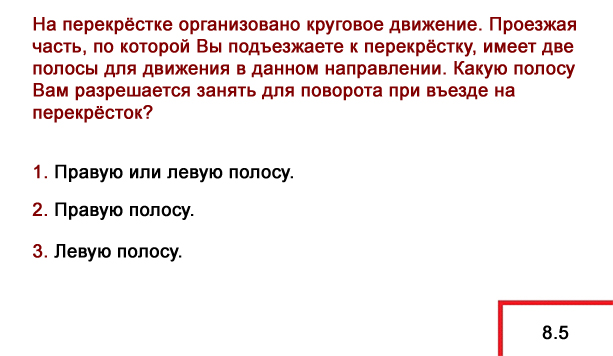 На перекрёстке организовано круговое движение. Проезжая
часть, по которой Вы подъезжаете к перекрёстку, имеет две
полосы для движения в данном направлении. Какую полосу
Вам разрешается занять для поворота при въезде на
перекрёсток?
1. Правую или левую полосу.
2. Правую полосу.
3. Левую полосу.
8.5